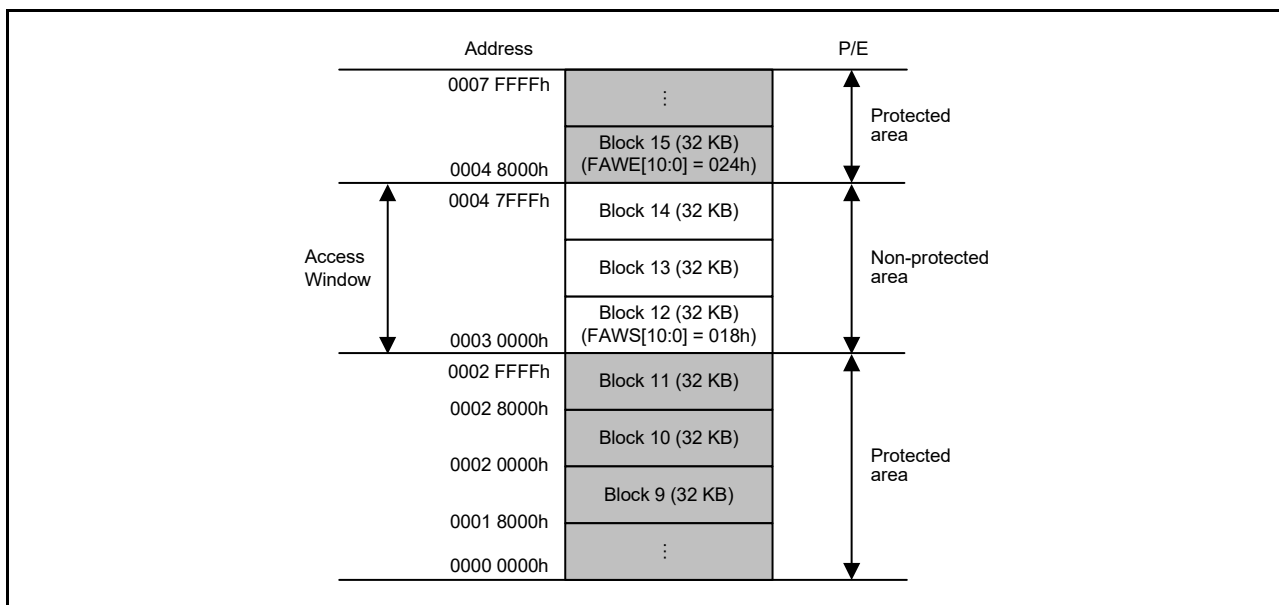 Address P/E
0007 FFFFh
⋮
Protected
area
Block 15 (32 KB)
(FAWE[10:0] = 024h)
0004 8000h
0004 7FFFh
Block 14 (32 KB)
Access
Window
Block 13 (32 KB)
Non-protected
area
Block 12 (32 KB)
(FAWS[10:0] = 018h)
0003 0000h
0002 FFFFh
Block 11 (32 KB)
0002 8000h
Block 10 (32 KB)
Protected
area
0002 0000h
Block 9 (32 KB)
0001 8000h
⋮
0000 0000h